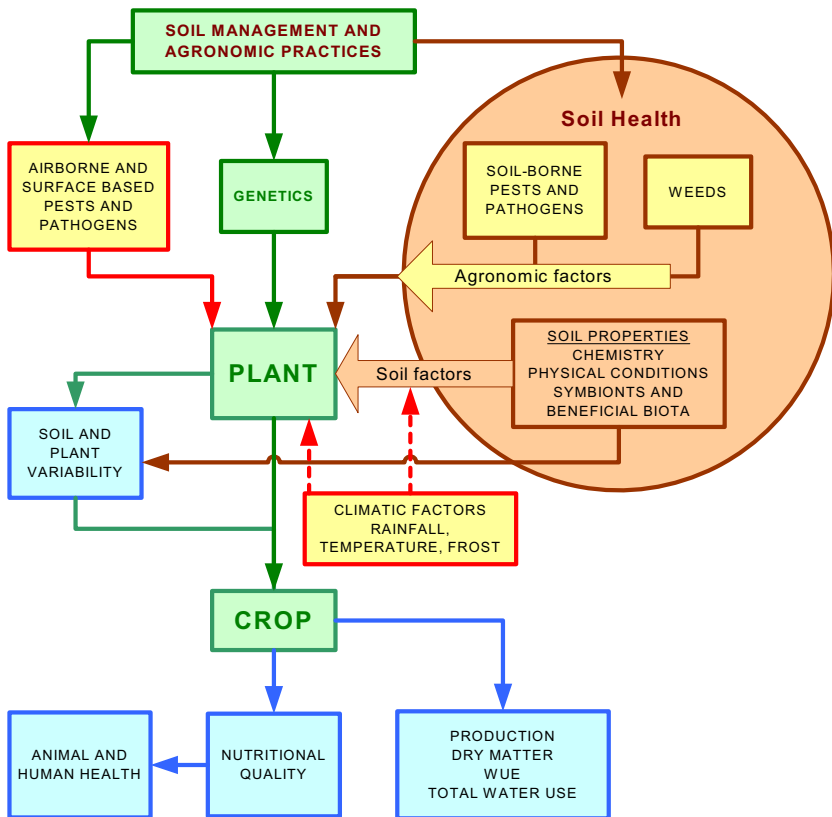 SOIL MANAGEMENT AND
AGRONOMIC PRACTICES
Soil Health
AIRBORNE AND
SURFACE BASED
PESTS AND
PATHOGENS
GENETICS
SOIL-BORNE
PESTS AND
PATHOGENS
WEEDS
Agronomic factors
PLANT
Soil factors
SOIL PROPERTIES
CHEMISTRY
PHYSICAL CONDITIONS
SYMBIONTS AND
BENEFICIAL BIOTA
SOIL AND
PLANT
VARIABILITY
CLIMATIC FACTORS
RAINFALL,
TEMPERATURE, FROST
CROP
ANIMAL AND
HUMAN HEALTH
NUTRITIONAL
QUALITY
PRODUCTION
DRY MATTER
WUE
TOTAL WATER USE